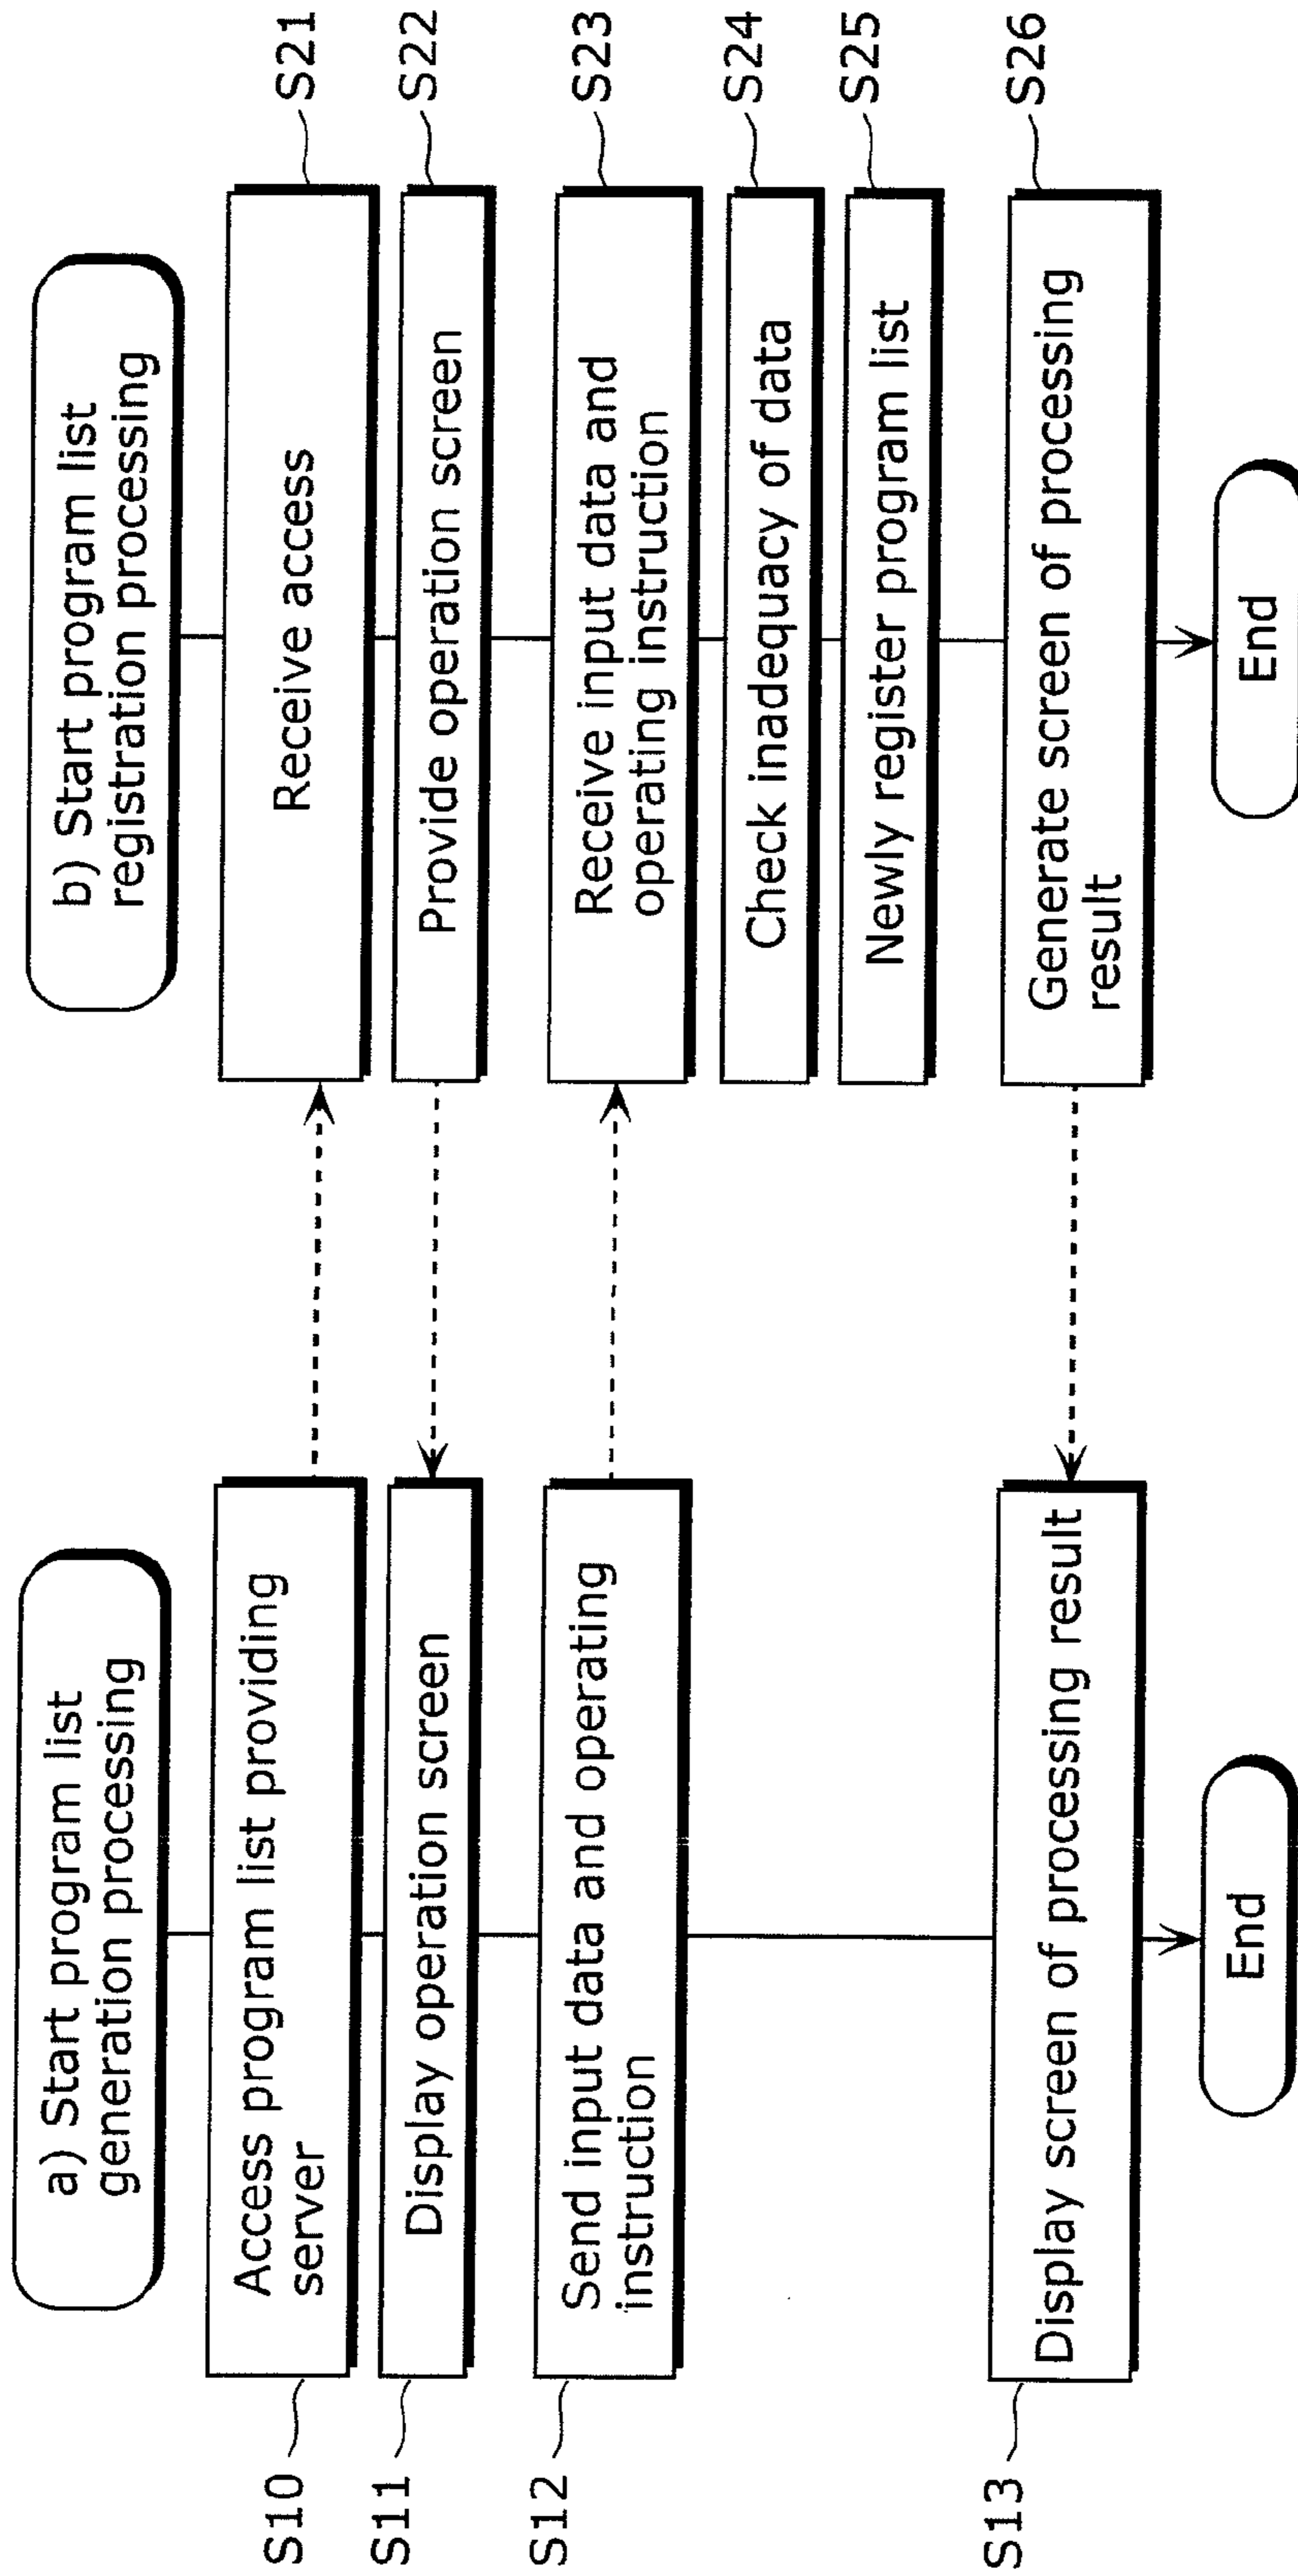 a) Start program list
generation processing
S10
Access program list providing
server
S11
Display operation screen
S12
Send input data and operating
instruction
S13
Display screen of processing result
End
b) Start program list
registration processing
Receive access
S21
Provide operation screen
S22
Receive input data and
operating instruction
S23
Check inadequacy of data
S24
Newly register program list
S25
Generate screen of processing
result
S26
End